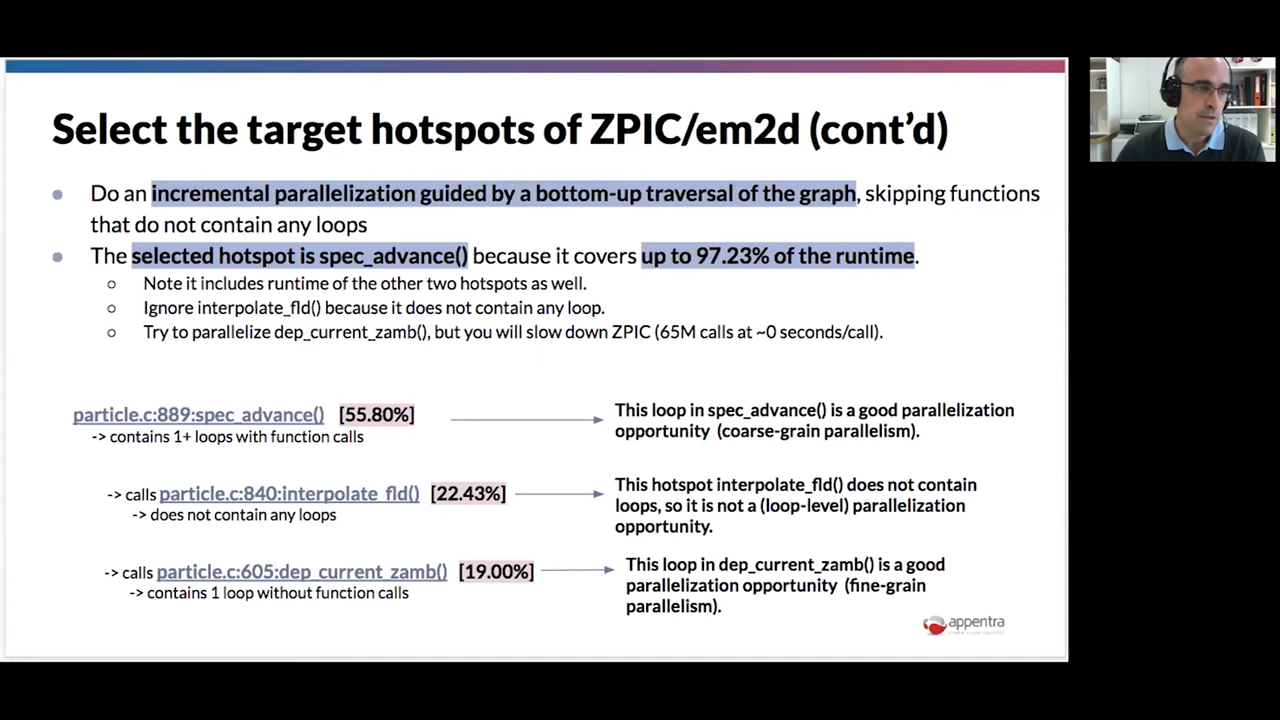 Select the target hotspots of ZPIC/em2d (cont'd)
Do an incremental parallelization guided by a bottom-up traversal of the graph, skipping functions
that do not contain any loops
The selected hotspot is spec_advance() because it covers up to 97.23% of the runtime.
Note it includes runtime of the other two hotspots as well.
Ignore interpolate_fld() because it does not contain any loop.
Try to parallelize dep_current_zamb(), but you will slow down ZPIC (65M calls at ~0 seconds/call).
particle.c:889:spec_advance() [55.80%]
-> contains 1+ loops with function calls
This loop in spec_advance() is a good parallelization
opportunity (coarse-grain parallelism).
-> calls particle.c:840:interpolate_fld() [22.43%]
-> does not contain any loops
This hotspot interpolate_fld() does not contain
loops, so it is not a (loop-level) parallelization
opportunity.
-> calls particle.c:605:dep_current_zamb() [19.00%]
-> contains 1 loop without function calls
This loop in dep_current_zamb() is a good
parallelization opportunity (fine-grain
parallelism).
appentra